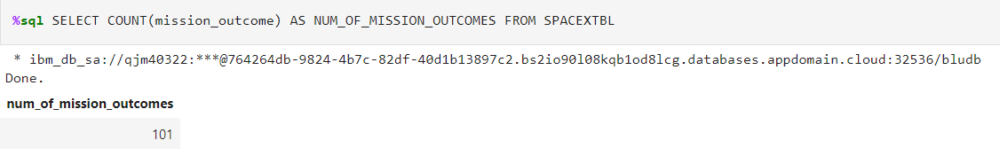 %sql SELECT COUNT(mission_outcome) AS NUM_OF_MISSION_OUTCOMES FROM SPACEXTBL
* ibm_db_sa://qjm40322:***@764264db-9824-4b7c-82df-40d1b13897c2.bs2io90l08kqb1od8lcg.databases.appdomain.cloud:32536/bludb
Done.
num_of_mission_outcomes
101